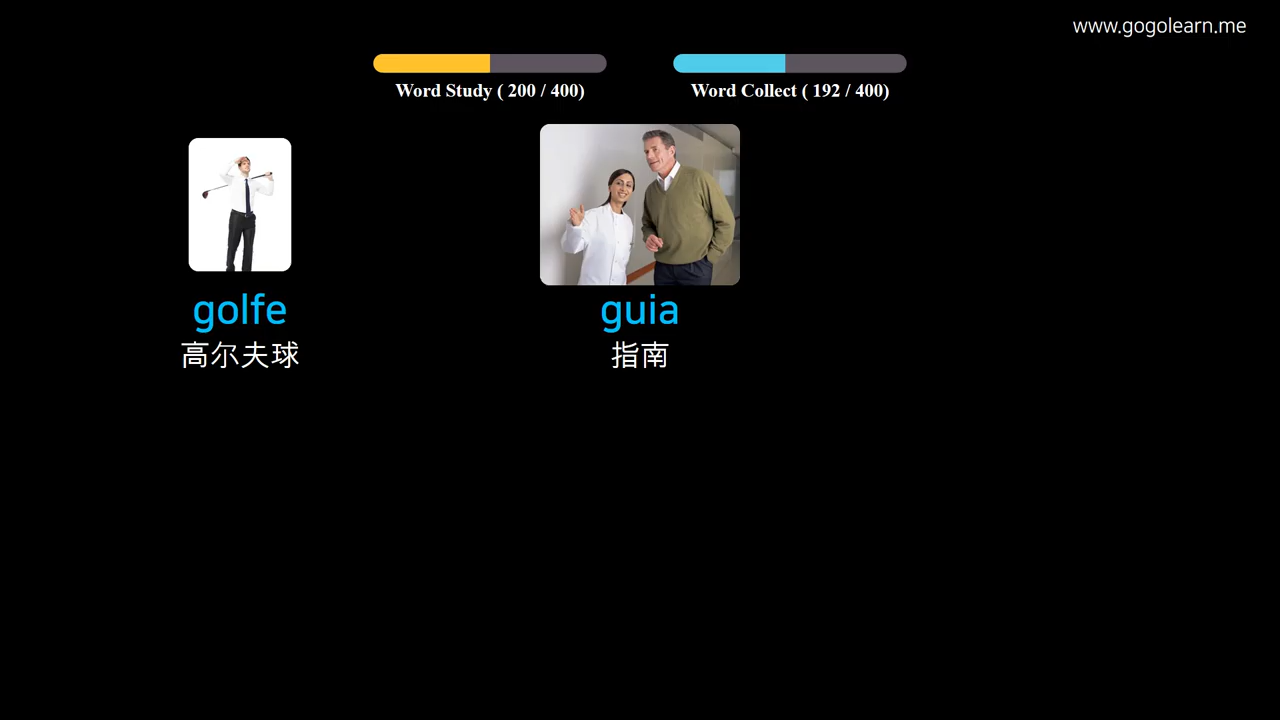 www.gogolearn.me
Word Study ( 200 / 400)
Word Collect ( 192 / 400)
golfe
高尔夫球
guia
指南